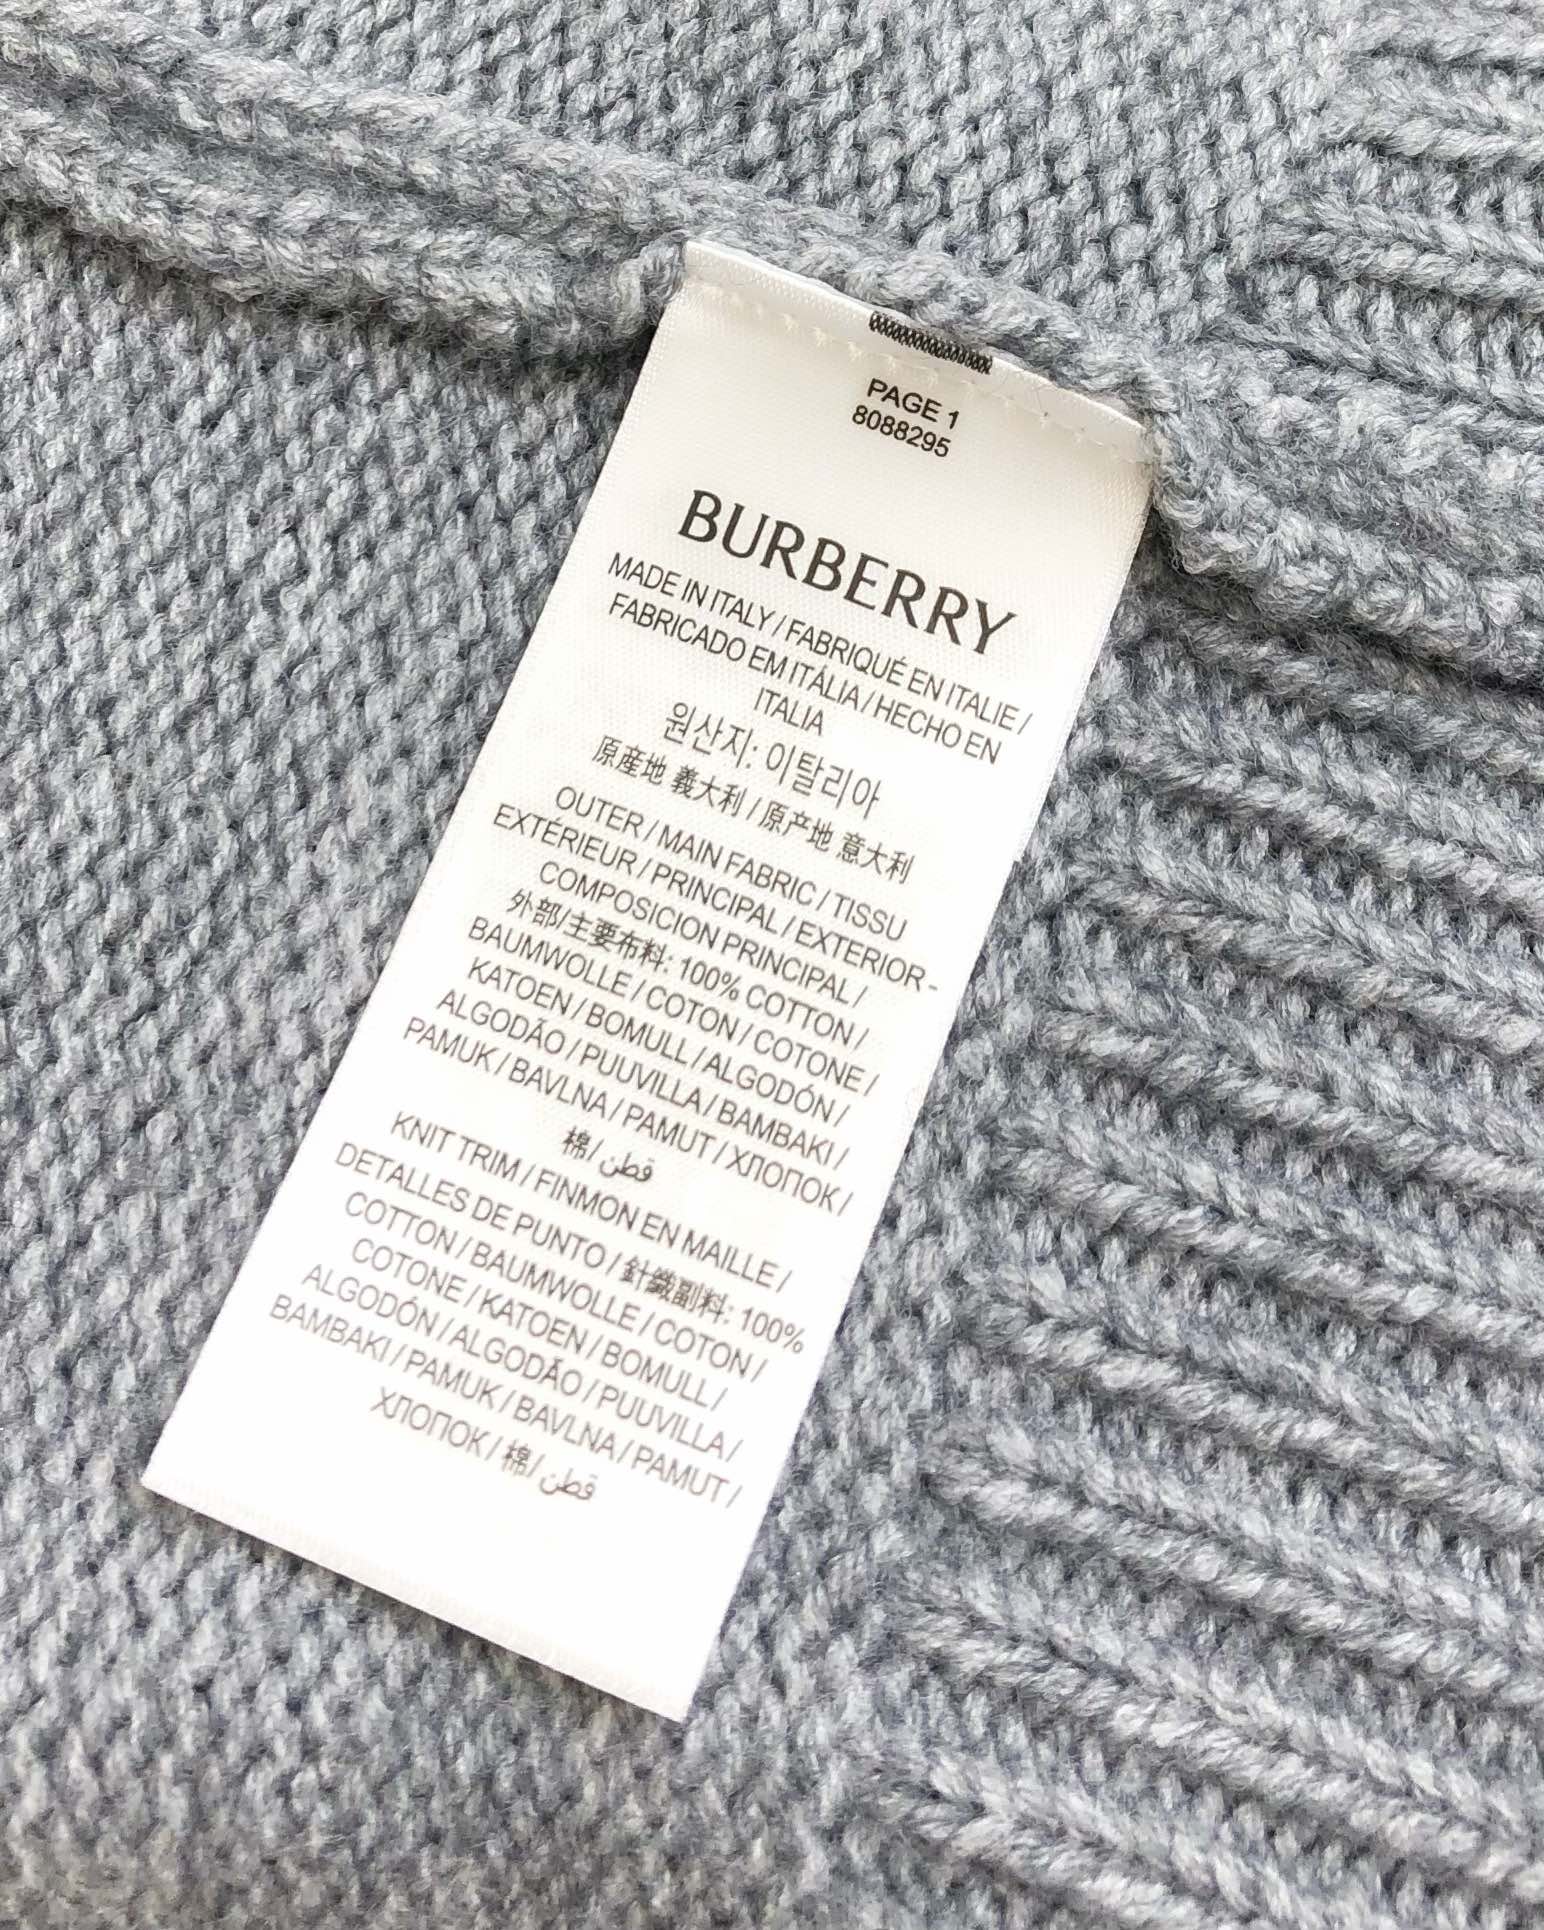 PAGE 1
8088295
BURBERRY
MADE IN ITALY / FABRIQUÉ EN ITALIE /
FABRICADO EM ITÁLIA / HECHO EN
ITALIA
원산지: 이탈리아
原産地 義大利 / 原产地 意大利
OUTER / MAIN FABRIC / TISSU
EXTÉRIEUR / PRINCIPAL / EXTERIOR -
COMPOSICION PRINCIPAL /
外部/主要布料: 100% COTTON /
BAUMWOLLE / COTON / COTONE /
KATOEN / BOMULL / ALGODÓN /
ALGODÃO / PUUVILLA / BAMBAKI /
PAMUK / BAVLNA / PAMUT / ХЛОПОК /
棉 / قطن
KNIT TRIM / FINMON EN MAILLE /
DETALLES DE PUNTO / 針織副料: 100%
COTTON / BAUMWOLLE / COTON /
COTONE / KATOEN / BOMULL /
ALGODÓN / ALGODÃO / PUUVILLA /
BAMBAKI / PAMUK / BAVLNA / PAMUT /
ХЛОПОК / 棉 / قطن